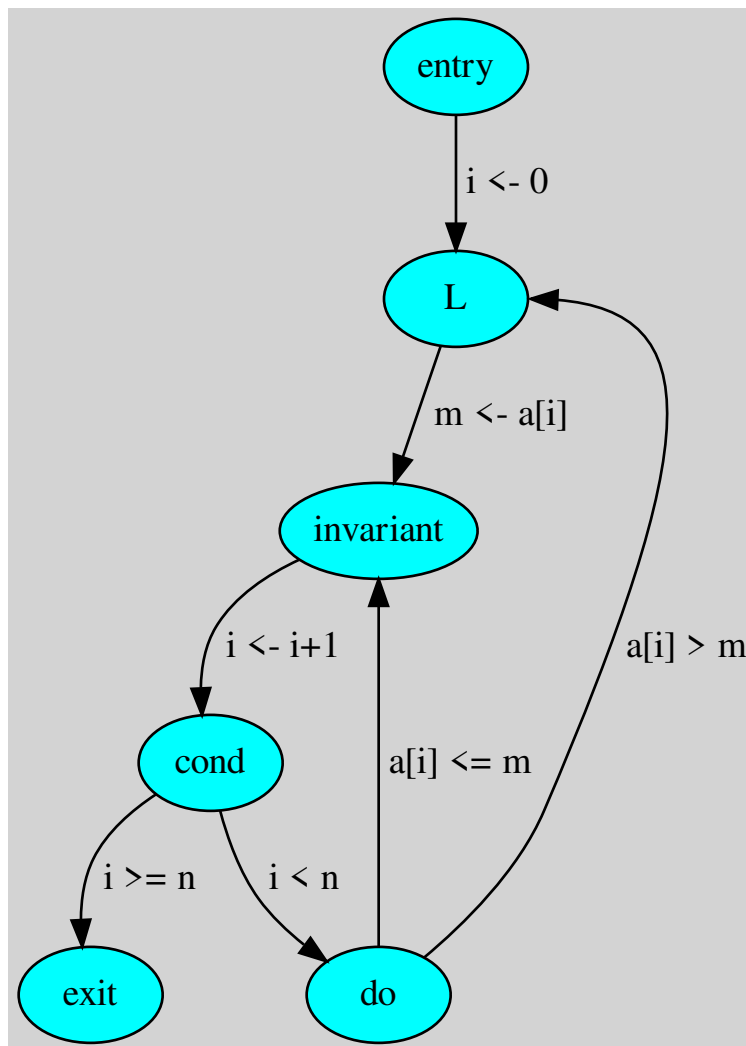 entry
i <- 0
L
m <- a[i]
invariant
i <- i+1
a[i] > m
cond
a[i] <= m
i >= n
i < n
exit
do